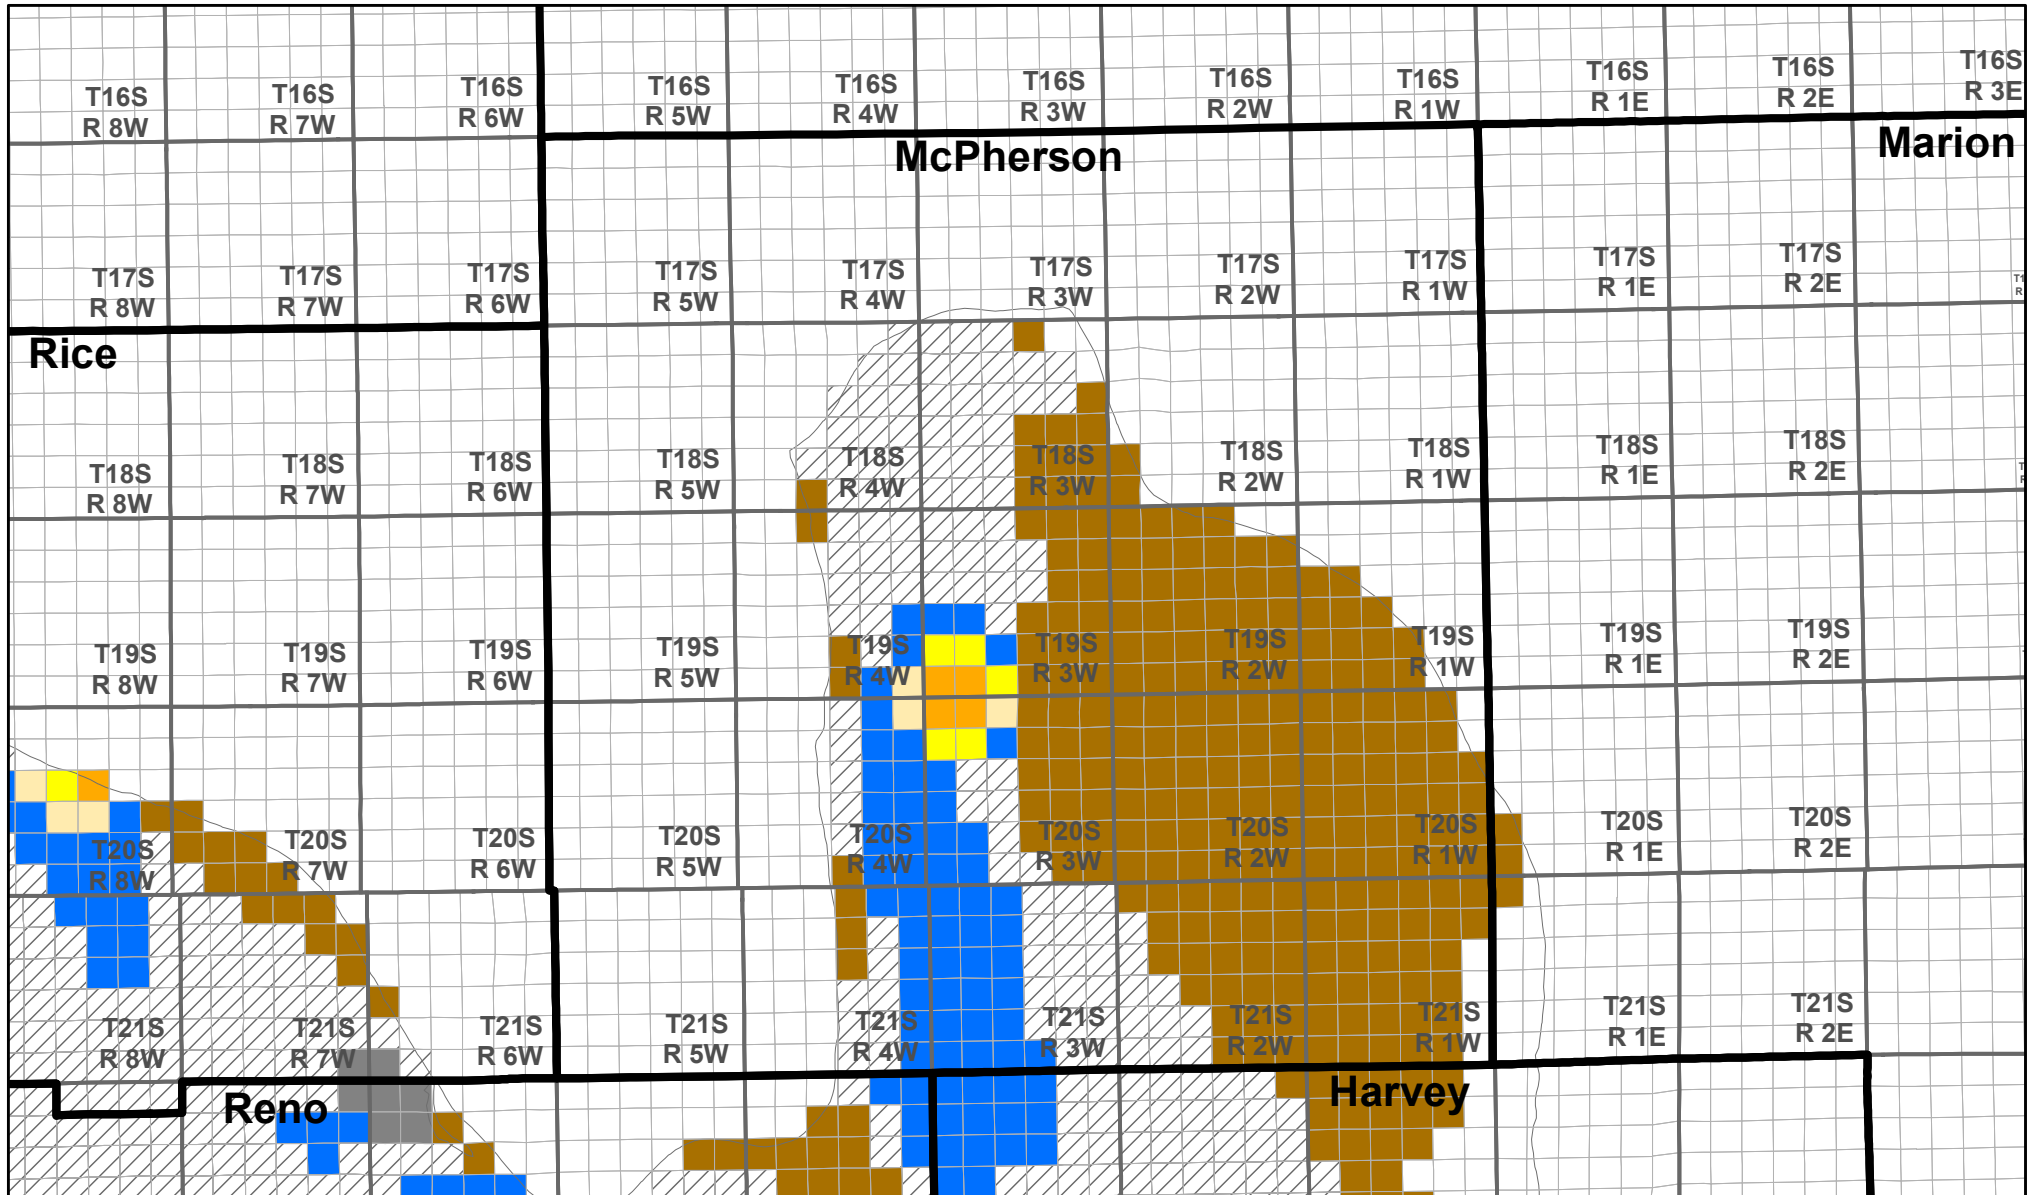 T16S
R 8W
T16S
R 7W
T16S
R 6W
T16S
R 5W
T16S
R 4W
T16S
R 3W
T16S
R 2W
T16S
R 1W
T16S
R 1E
T16S
R 2E
T16S
R 3E
McPherson
Marion
T17S
R 8W
T17S
R 7W
T17S
R 6W
T17S
R 5W
T17S
R 4W
T17S
R 3W
T17S
R 2W
T17S
R 1W
T17S
R 1E
T17S
R 2E
Rice
T18S
R 8W
T18S
R 7W
T18S
R 6W
T18S
R 5W
T18S
R 4W
T18S
R 3W
T18S
R 2W
T18S
R 1W
T18S
R 1E
T18S
R 2E
T19S
R 8W
T19S
R 7W
T19S
R 6W
T19S
R 5W
T19S
R 4W
T19S
R 3W
T19S
R 2W
T19S
R 1W
T19S
R 1E
T19S
R 2E
T20S
R 8W
T20S
R 7W
T20S
R 6W
T20S
R 5W
T20S
R 4W
T20S
R 3W
T20S
R 2W
T20S
R 1W
T20S
R 1E
T20S
R 2E
T21S
R 8W
T21S
R 7W
T21S
R 6W
T21S
R 5W
T21S
R 4W
T21S
R 3W
T21S
R 2W
T21S
R 1W
T21S
R 1E
T21S
R 2E
Reno
Harvey